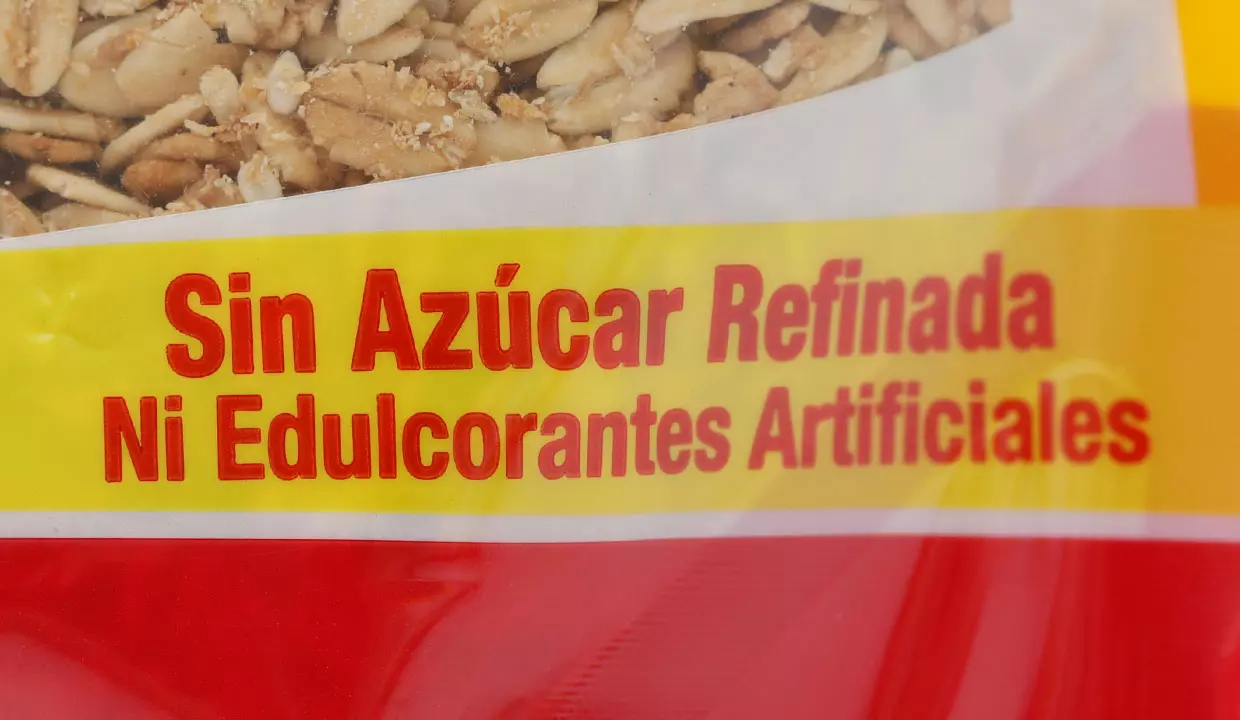 Sin Azúcar Refinada
Ni Edulcorantes Artificiales